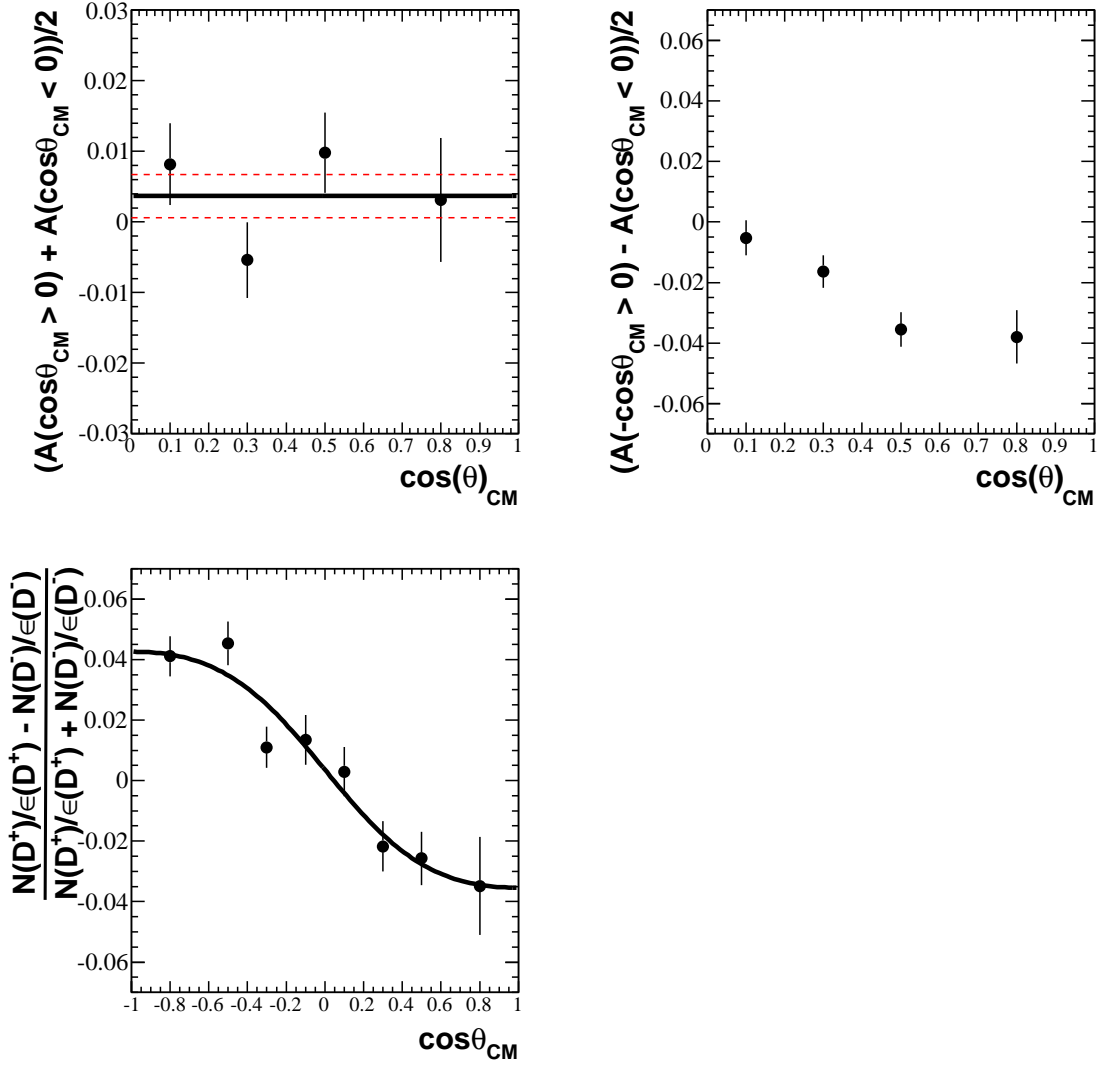 (A(cosθCM > 0) + A(cosθCM < 0))/2
0.03
0.02
0.01
0
-0.01
-0.02
-0.03
0 0.1 0.2 0.3 0.4 0.5 0.6 0.7 0.8 0.9 1
cos(θ)CM
(A(-cosθCM > 0) - A(cosθCM < 0))/2
0.06
0.04
0.02
0
-0.02
-0.04
-0.06
0 0.1 0.2 0.3 0.4 0.5 0.6 0.7 0.8 0.9 1
cos(θ)CM
N(D+)/∈(D+) - N(D-)/∈(D-)
N(D+)/∈(D+) + N(D-)/∈(D-)
0.06
0.04
0.02
0
-0.02
-0.04
-0.06
-1 -0.8 -0.6 -0.4 -0.2 0 0.2 0.4 0.6 0.8 1
cosθCM